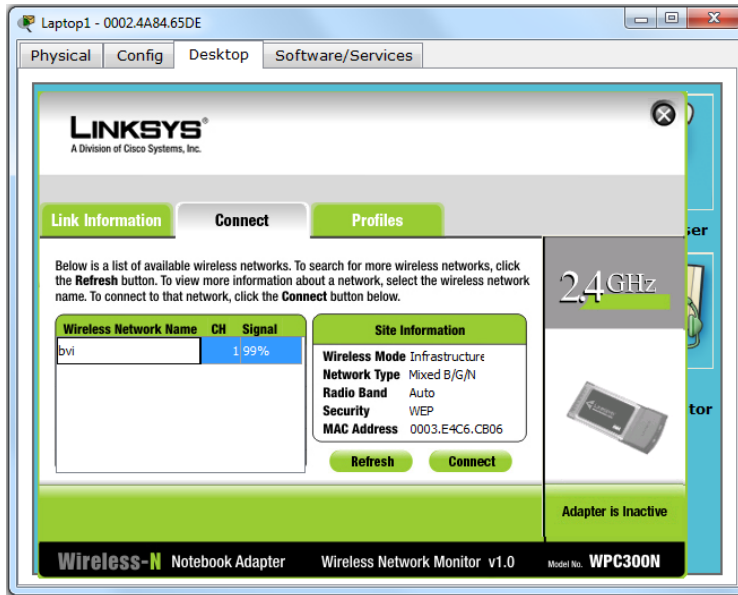 Laptop1 - 0002.4A84.65DE
Physical Config Desktop Software/Services
LINKSYS®
A Division of Cisco Systems, Inc.
Link Information Connect Profiles
ser
Below is a list of available wireless networks. To search for more wireless networks, click
the Refresh button. To view more information about a network, select the wireless network
name. To connect to that network, click the Connect button below.
2.4GHz
Wireless Network Name CH Signal
bvi 1 99%
Site Information
Wireless Mode Infrastructure
Network Type Mixed B/G/N
Radio Band Auto
Security WEP
MAC Address 0003.E4C6.CB06
tor
Refresh Connect
Adapter is Inactive
Wireless-N Notebook Adapter Wireless Network Monitor v1.0 Model No. WPC300N